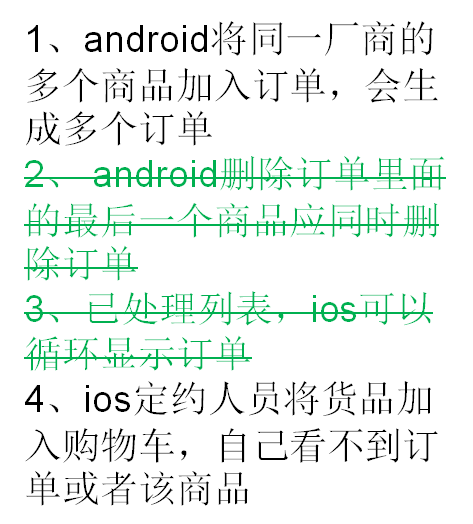 1、android将同一厂商的
多个商品加入订单，会生
成多个订单
2、 android删除订单里面
的最后一个商品应同时删
除订单
3、已处理列表，ios可以
循环显示订单
4、ios定约人员将货品加
入购物车，自己看不到订
单或者该商品